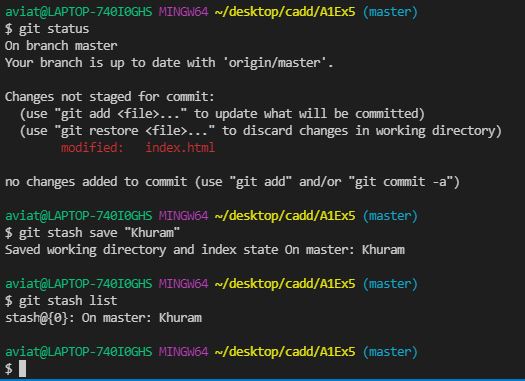 aviat@LAPTOP-740I0GHS MINGW64 ~/desktop/cadd/A1Ex5 (master)
$ git status
On branch master
Your branch is up to date with 'origin/master'.
Changes not staged for commit:
  (use "git add <file>..." to update what will be committed)
  (use "git restore <file>..." to discard changes in working directory)
        modified:   index.html
no changes added to commit (use "git add" and/or "git commit -a")
aviat@LAPTOP-740I0GHS MINGW64 ~/desktop/cadd/A1Ex5 (master)
$ git stash save "Khuram"
Saved working directory and index state On master: Khuram
aviat@LAPTOP-740I0GHS MINGW64 ~/desktop/cadd/A1Ex5 (master)
$ git stash list
stash@{0}: On master: Khuram
aviat@LAPTOP-740I0GHS MINGW64 ~/desktop/cadd/A1Ex5 (master)
$